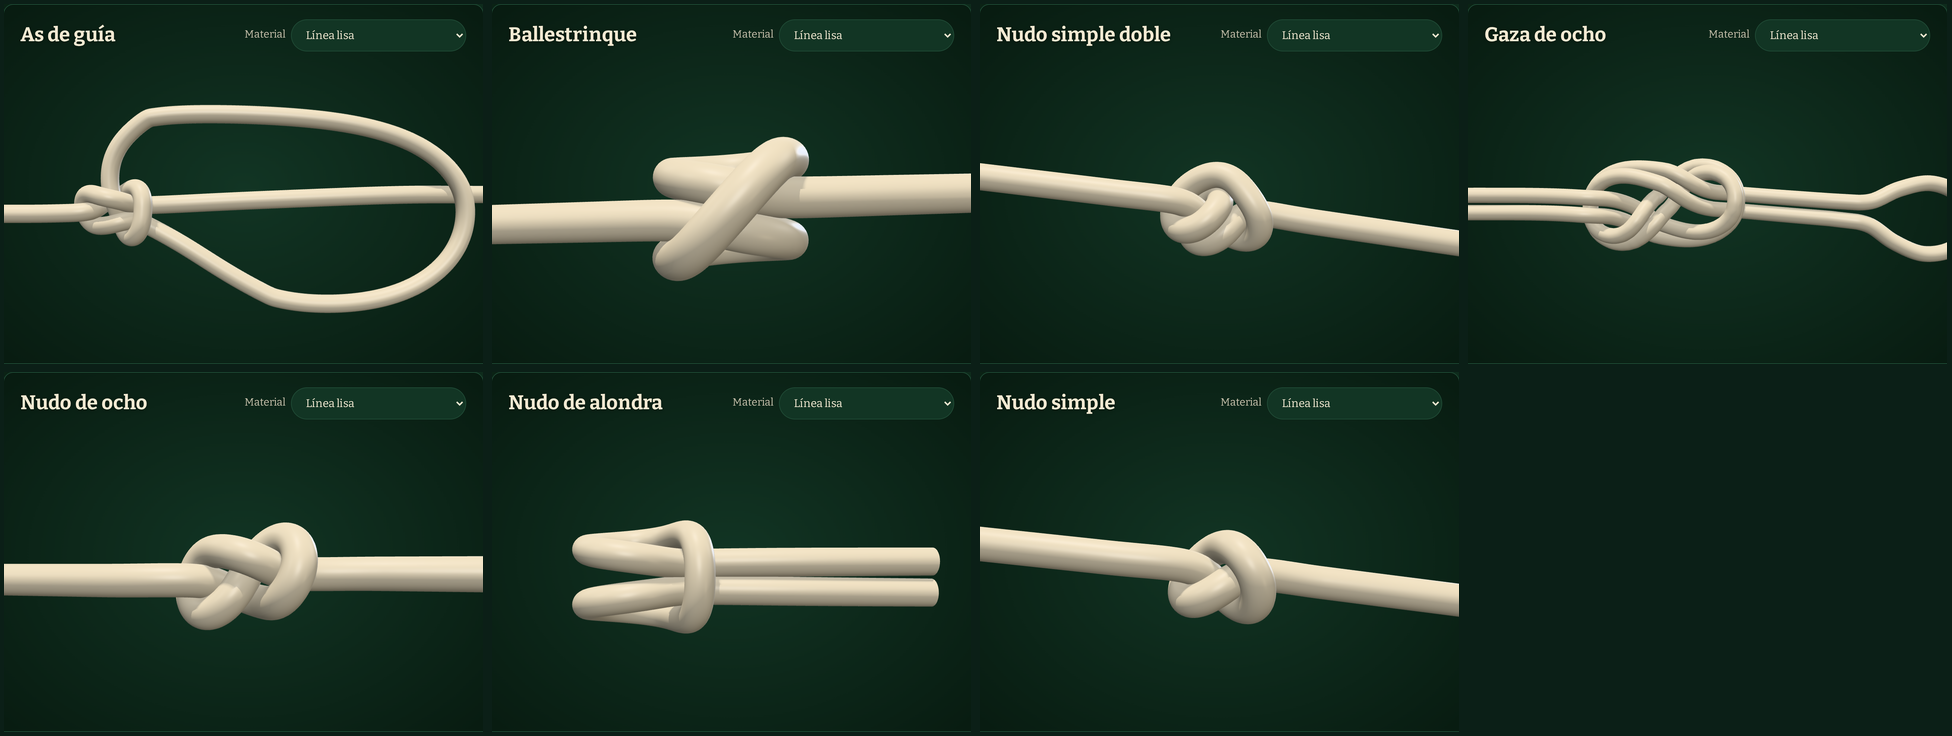 As de guía
Material
Línea lisa
Ballestrinque
Material
Línea lisa
Nudo simple doble
Material
Línea lisa
Gaza de ocho
Material
Línea lisa
Nudo de ocho
Material
Línea lisa
Nudo de alondra
Material
Línea lisa
Nudo simple
Material
Línea lisa